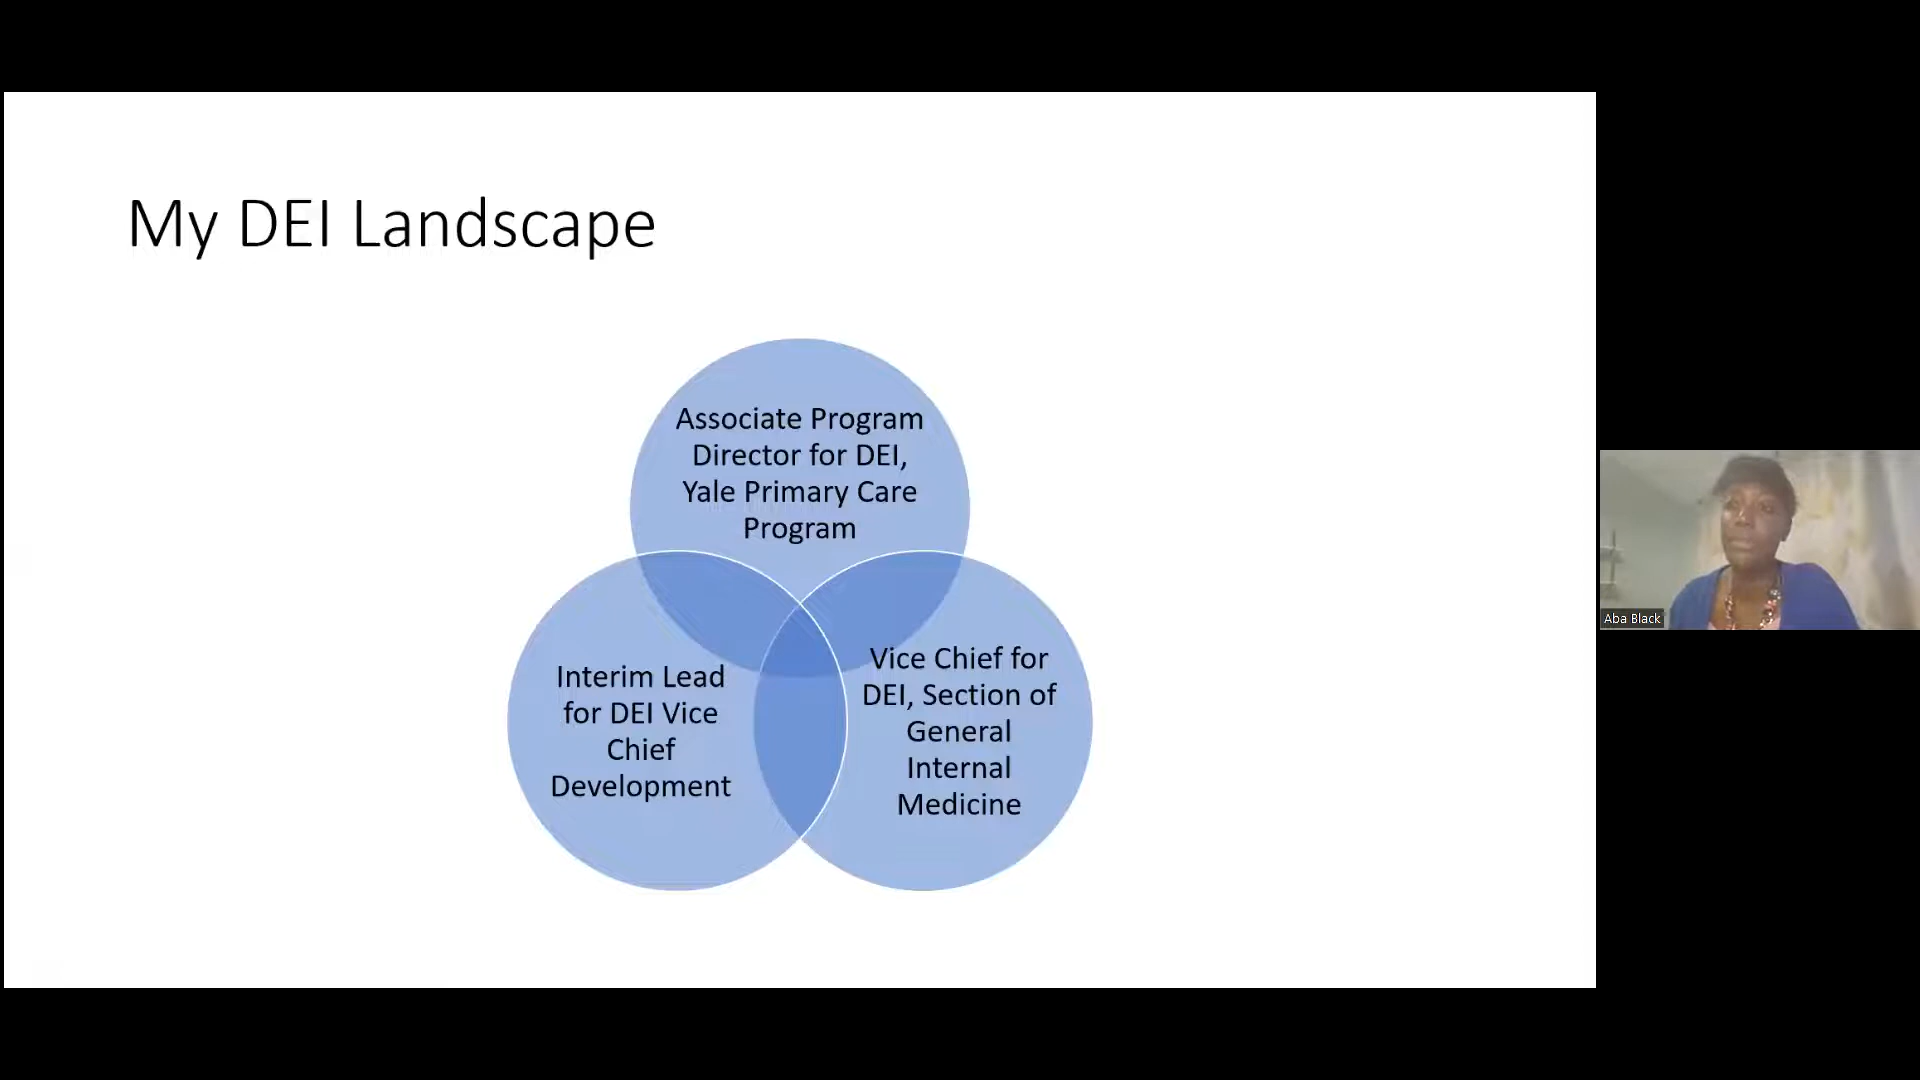 My DEI Landscape
Associate Program
Director for DEI,
Yale Primary Care
Program
Interim Lead
for DEI Vice
Chief
Development
Vice Chief for
DEI, Section of
General
Internal
Medicine
Aba Black